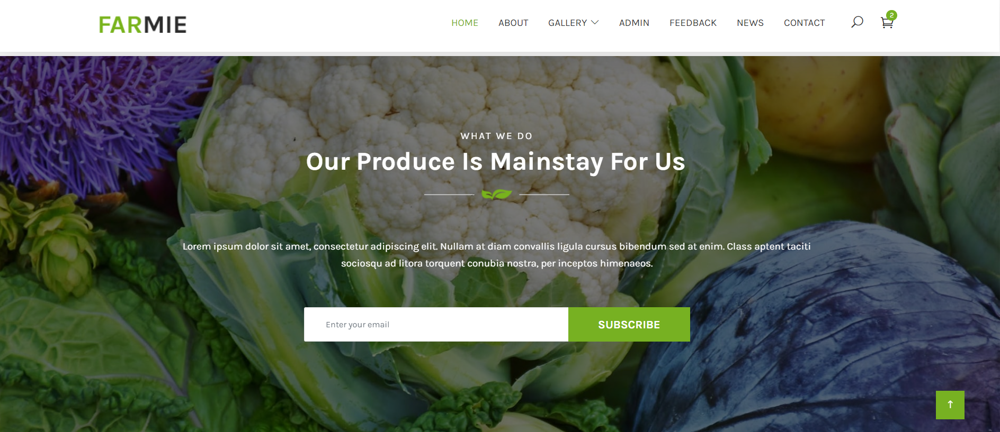 FARMIE
HOME ABOUT GALLERY ADMIN FEEDBACK NEWS CONTACT 2
WHAT WE DO
Our Produce Is Mainstay For Us
Lorem ipsum dolor sit amet, consectetur adipiscing elit. Nullam at diam convallis ligula cursus bibendum sed at enim. Class aptent taciti
sociosqu ad litora torquent conubia nostra, per inceptos himenaeos.
Enter your email SUBSCRIBE